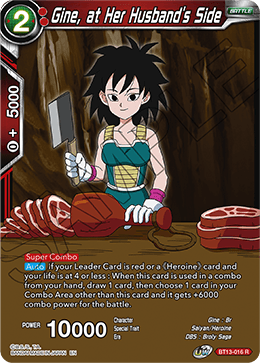 2
Gine, at Her Husband's Side
BATTLE
0 + 5000
Super Combo
Auto If your Leader Card is red or a ⟨Heroine⟩ card and
your life is at 4 or less : When this card is used in a combo
from your hand, draw 1 card, then choose 1 card in your
Combo Area other than this card and it gets +6000
combo power for the battle.
POWER 10000
Character Gine : Br
Special Trait Saiyan/Heroine
Era DBS : Broly Saga
BT13-016 R